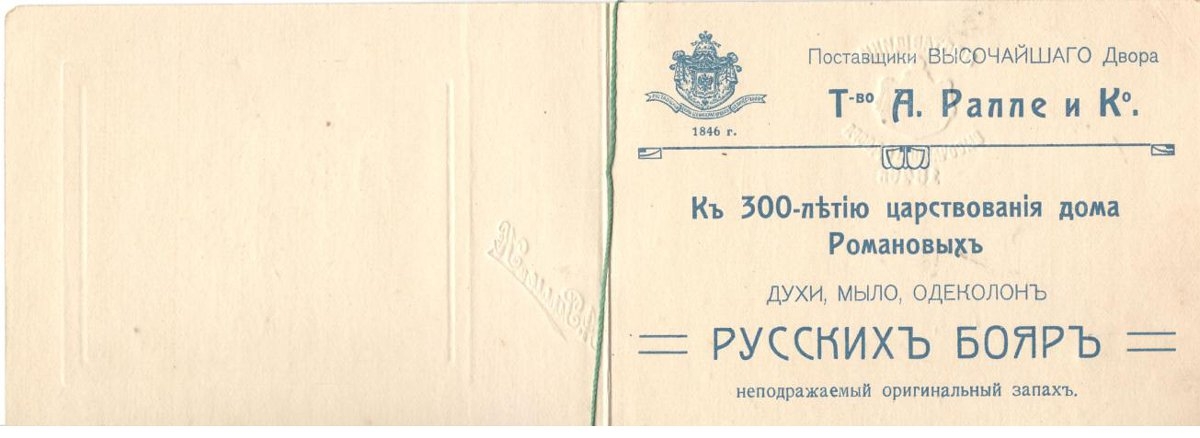 Поставщики ВЫСОЧАЙШАГО Двора
Т-во А. Ралле и Ко.
1846 г.
Къ 300-лѣтію царствованія дома
Романовыхъ
ДУХИ, МЫЛО, ОДЕКОЛОНЪ
РУССКИХЪ БОЯРЪ
неподражаемый оригинальный запахъ.